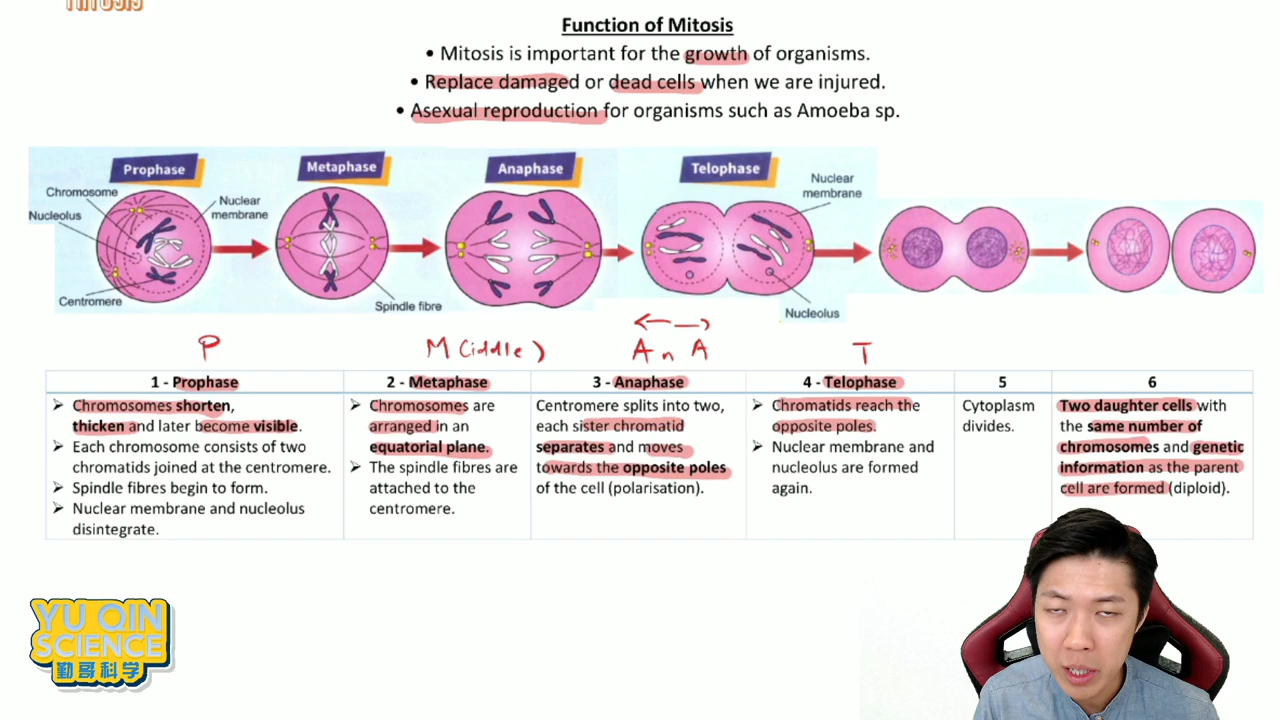 MITOSIS
Function of Mitosis
• Mitosis is important for the growth of organisms.
• Replace damaged or dead cells when we are injured.
• Asexual reproduction for organisms such as Amoeba sp.
Prophase
Metaphase
Anaphase
Telophase
Chromosome
Nucleolus
Nuclear
membrane
Centromere
Spindle fibre
Nuclear
membrane
Nucleolus
P
M(iddle)
A n A
T
1 - Prophase
➢ Chromosomes shorten,
thicken and later become visible.
➢ Each chromosome consists of two
chromatids joined at the centromere.
➢ Spindle fibres begin to form.
➢ Nuclear membrane and nucleolus
disintegrate.
2 - Metaphase
➢ Chromosomes are
arranged in an
equatorial plane.
➢ The spindle fibres are
attached to the
centromere.
3 - Anaphase
Centromere splits into two,
each sister chromatid
separates and moves
towards the opposite poles
of the cell (polarisation).
4 - Telophase
➢ Chromatids reach the
opposite poles.
➢ Nuclear membrane and
nucleolus are formed
again.
5
Cytoplasm
divides.
6
Two daughter cells with
the same number of
chromosomes and genetic
information as the parent
cell are formed (diploid).
YU QIN
SCIENCE
勤哥科学